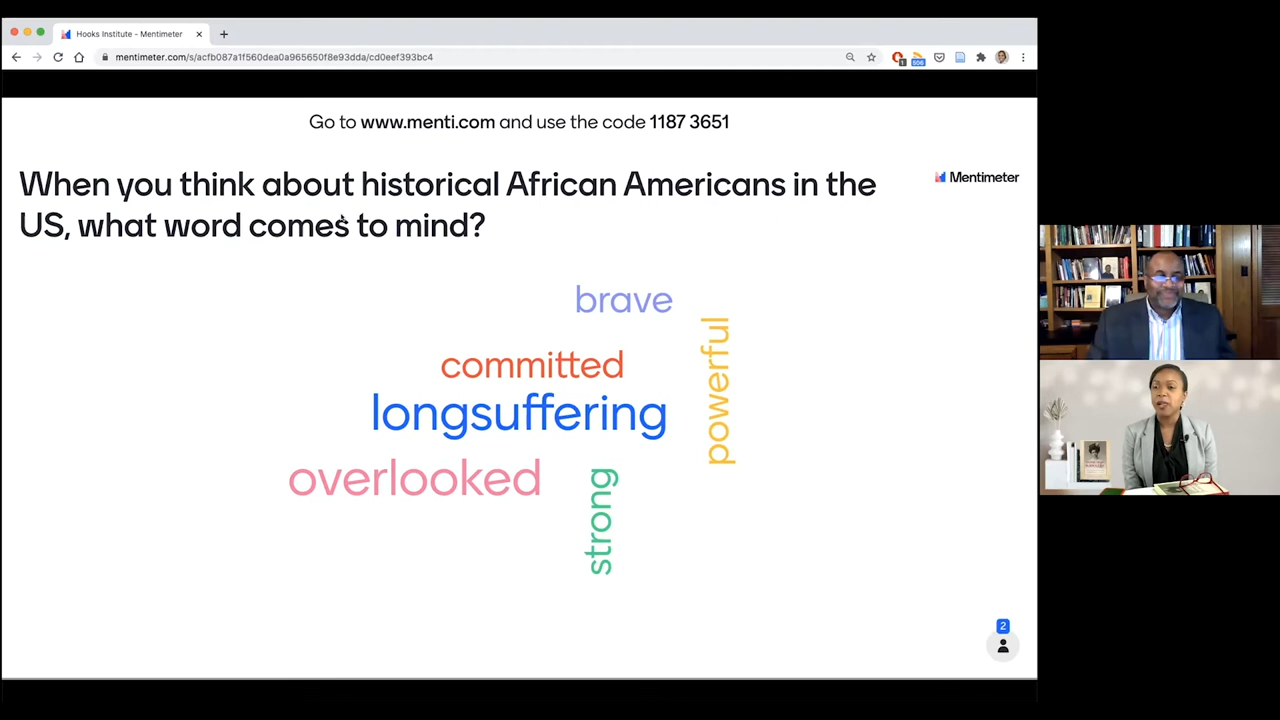 Hooks Institute - Mentimeter
mentimeter.com/s/acfb087a1f560dea0a965650f8e93dda/cd0eef393bc4
1
506
Go to www.menti.com and use the code 1187 3651
When you think about historical African Americans in the
US, what word comes to mind?
Mentimeter
brave
committed
powerful
longsuffering
overlooked
strong
2